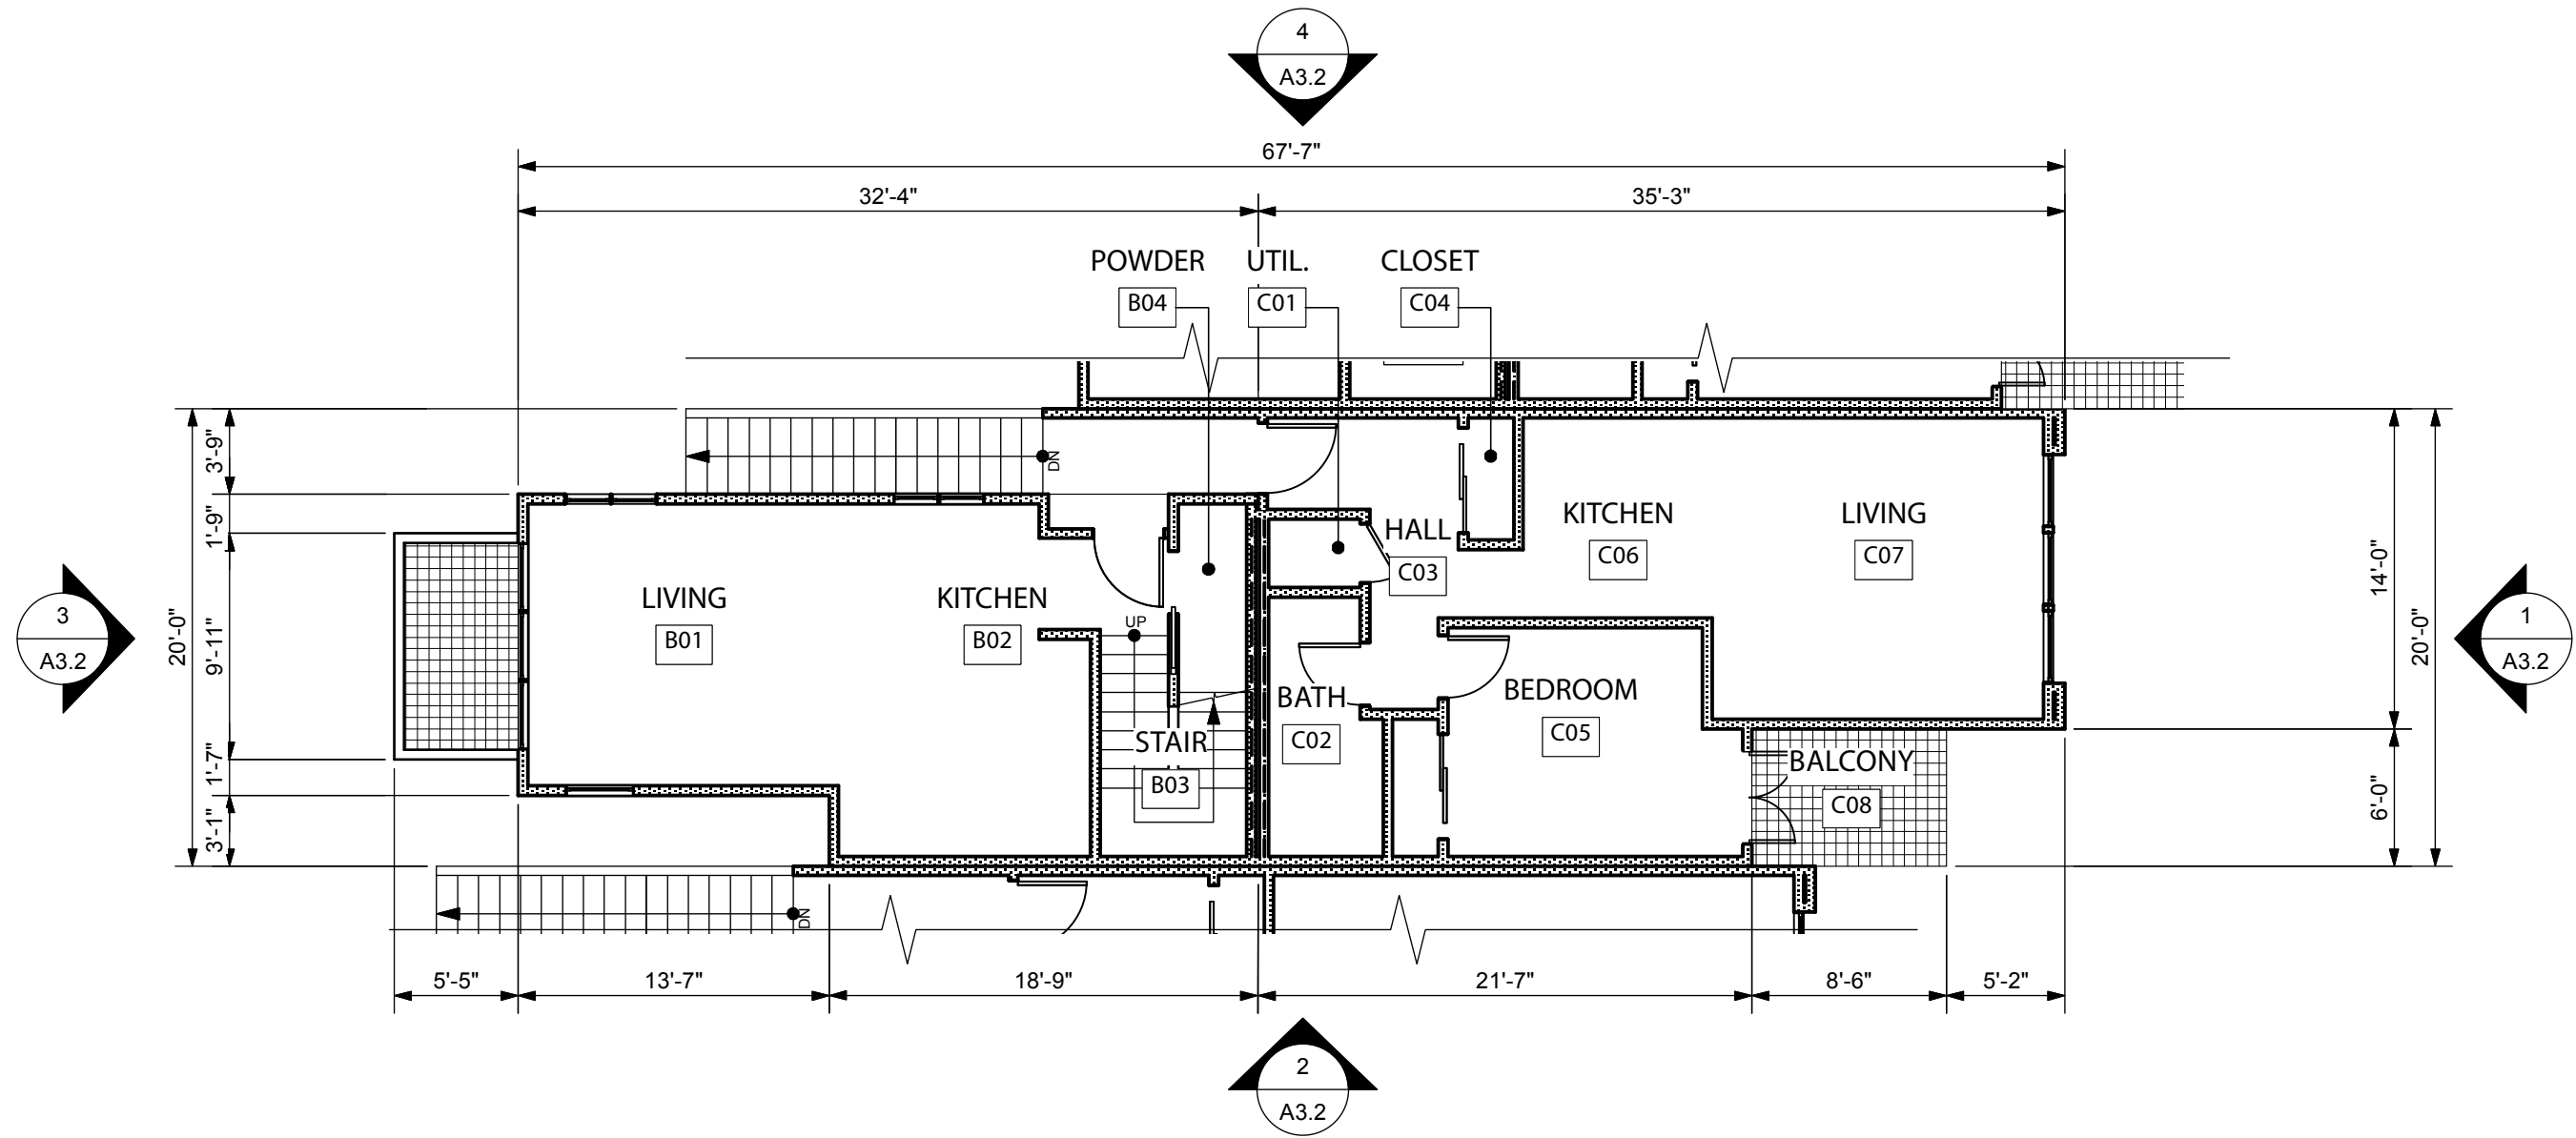 4
A3.2
67'-7"
32'-4"
35'-3"
POWDER
B04
UTIL.
C01
CLOSET
C04
3'-9"
1'-9"
9'-11"
1'-7"
3'-1"
20'-0"
3
A3.2
DN
LIVING
B01
KITCHEN
B02
UP
STAIR
B03
HALL
C03
BATH
C02
KITCHEN
C06
LIVING
C07
BEDROOM
C05
BALCONY
C08
14'-0"
6'-0"
20'-0"
1
A3.2
DN
5'-5"
13'-7"
18'-9"
21'-7"
8'-6"
5'-2"
2
A3.2